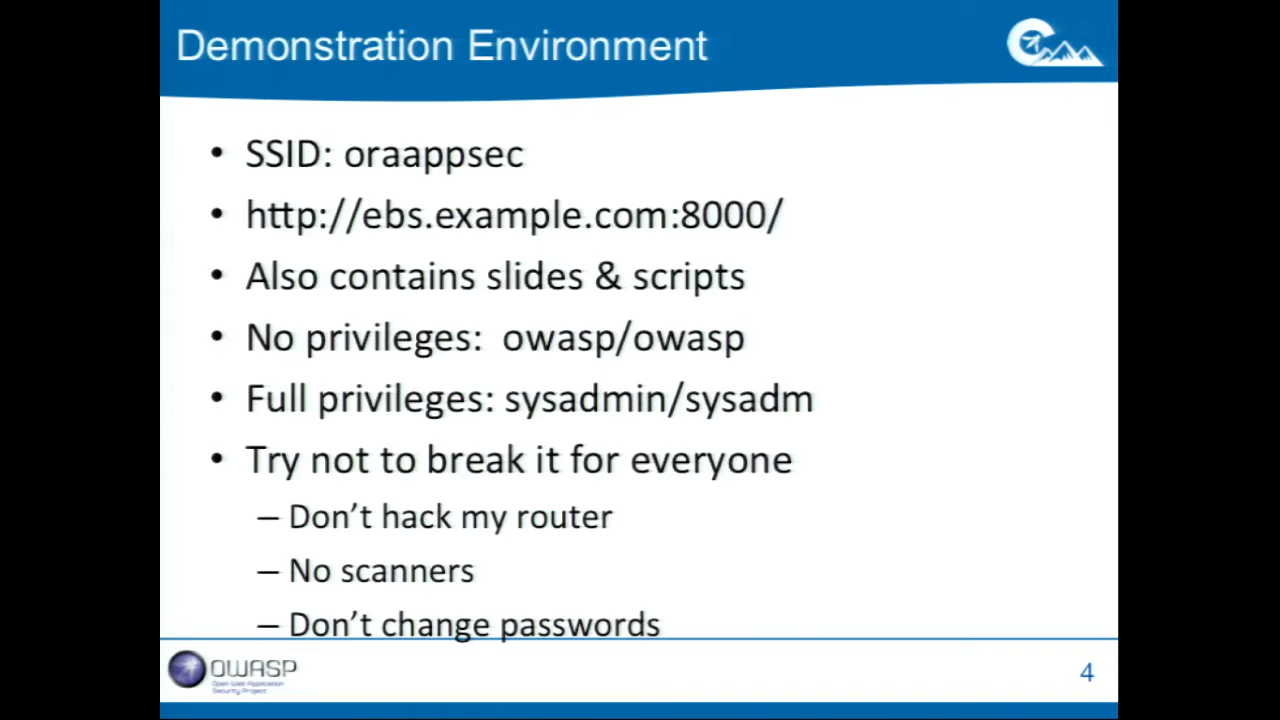 Demonstration Environment
• SSID: oraappsec
• http://ebs.example.com:8000/
• Also contains slides & scripts
• No privileges: owasp/owasp
• Full privileges: sysadmin/sysadm
• Try not to break it for everyone
– Don’t hack my router
– No scanners
– Don’t change passwords
OWASP
Open Web Application
Security Project
4